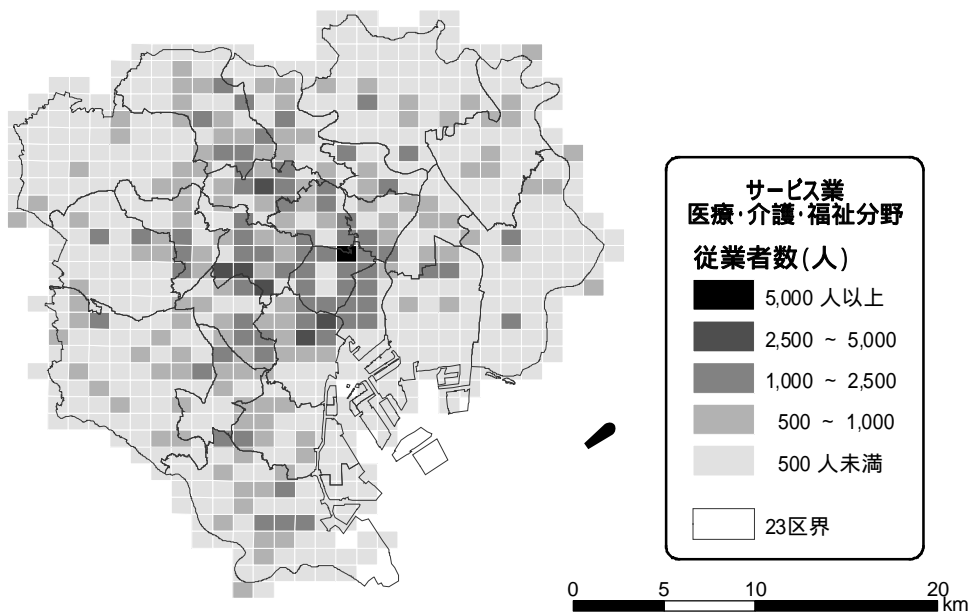 サービス業
医療・介護・福祉分野
従業者数(人)
5,000 人以上
2,500 ~ 5,000
1,000 ~ 2,500
500 ~ 1,000
500 人未満
23区界
0 5 10 20
km